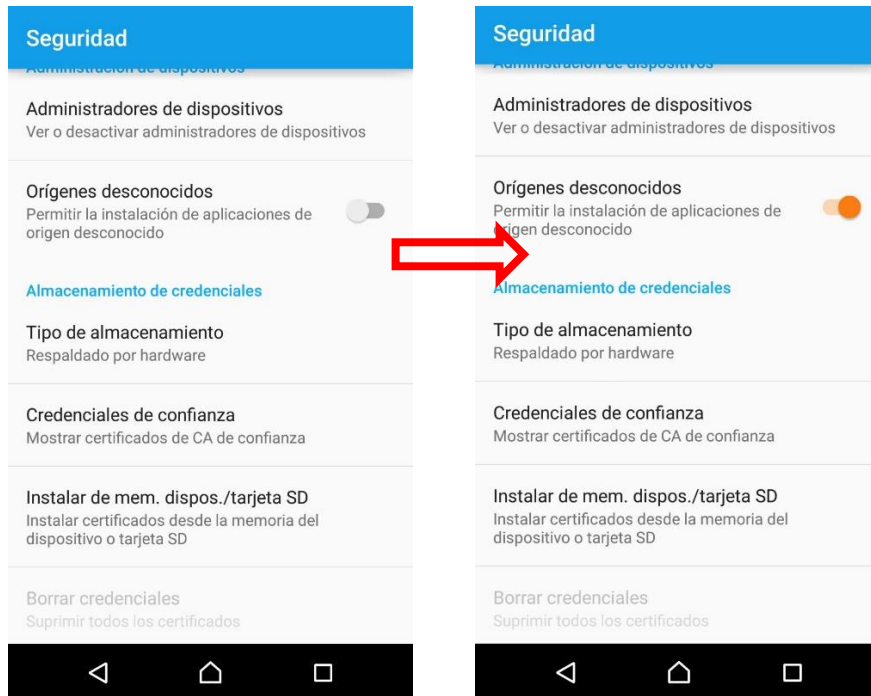 Seguridad
Administración de dispositivos
Administradores de dispositivos
Ver o desactivar administradores de dispositivos
Orígenes desconocidos
Permitir la instalación de aplicaciones de
origen desconocido
Almacenamiento de credenciales
Tipo de almacenamiento
Respaldado por hardware
Credenciales de confianza
Mostrar certificados de CA de confianza
Instalar de mem. dispos./tarjeta SD
Instalar certificados desde la memoria del
dispositivo o tarjeta SD
Borrar credenciales
Suprimir todos los certificados
Seguridad
Administración de dispositivos
Administradores de dispositivos
Ver o desactivar administradores de dispositivos
Orígenes desconocidos
Permitir la instalación de aplicaciones de
origen desconocido
Almacenamiento de credenciales
Tipo de almacenamiento
Respaldado por hardware
Credenciales de confianza
Mostrar certificados de CA de confianza
Instalar de mem. dispos./tarjeta SD
Instalar certificados desde la memoria del
dispositivo o tarjeta SD
Borrar credenciales
Suprimir todos los certificados